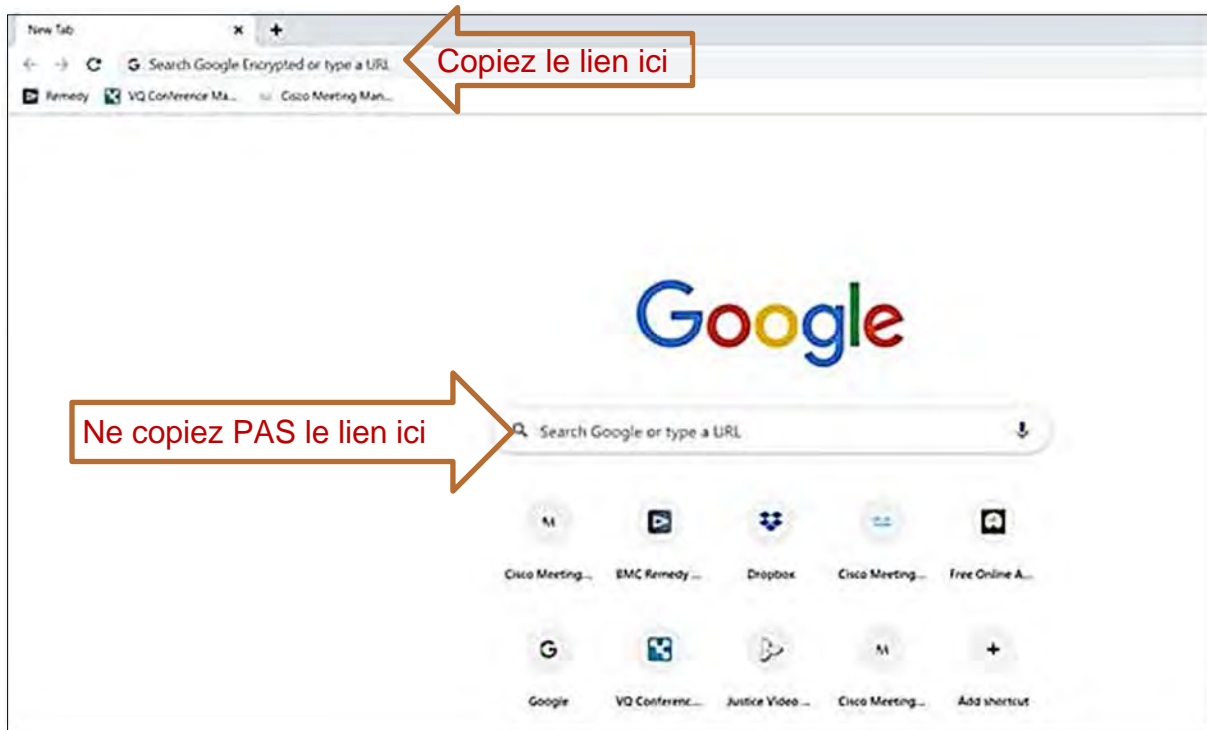 New Tab
Search Google Encrypted or type a URL
Copiez le lien ici
Remedy VQ Conference Ma... Cisco Meeting Man...
Google
Ne copiez PAS le lien ici
Search Google or type a URL
M
Cisco Meeting... BMC Remedy ... Dropbox Cisco Meeting... Free Online A...
G M
Google VQ Conferenc... Justice Video ... Cisco Meeting... Add shortcut